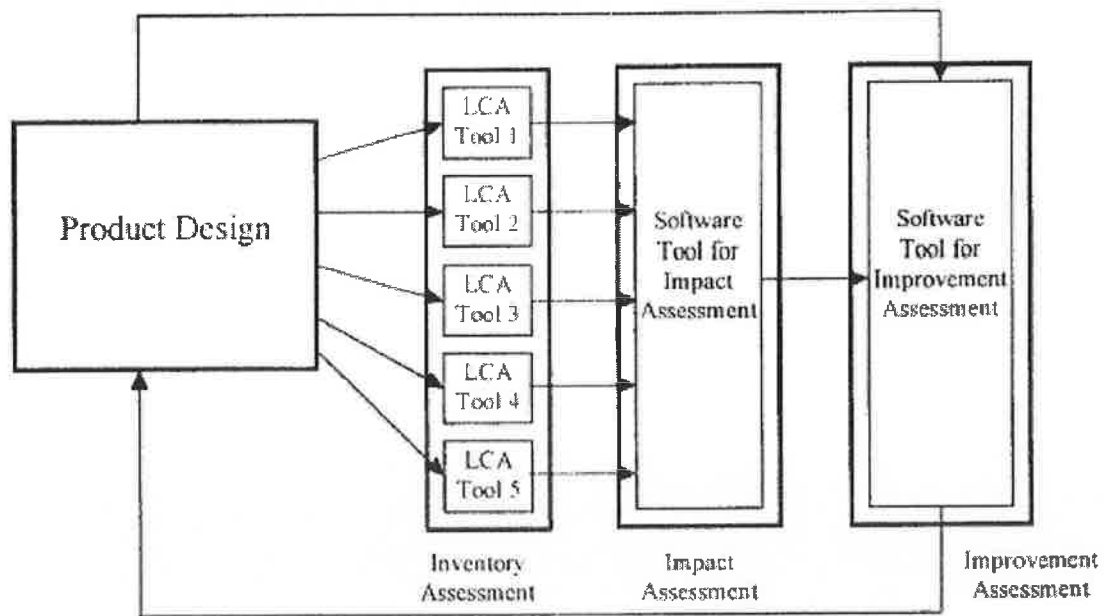 Product Design
LCA
Tool 1
LCA
Tool 2
LCA
Tool 3
LCA
Tool 4
LCA
Tool 5
Software
Tool for
Impact
Assessment
Software
Tool for
Improvement
Assessment
Inventory
Assessment
Impact
Assessment
Improvement
Assessment